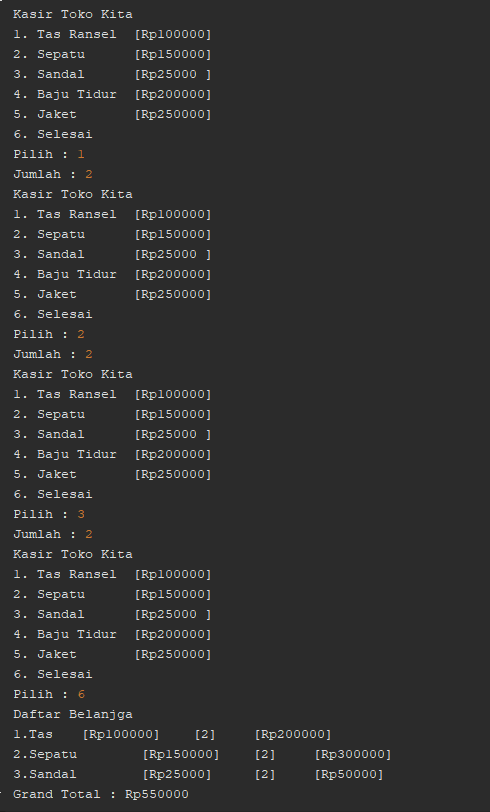 Kasir Toko Kita
1. Tas Ransel [Rp100000]
2. Sepatu [Rp150000]
3. Sandal [Rp25000 ]
4. Baju Tidur [Rp200000]
5. Jaket [Rp250000]
6. Selesai
Pilih : 1
Jumlah : 2
Kasir Toko Kita
1. Tas Ransel [Rp100000]
2. Sepatu [Rp150000]
3. Sandal [Rp25000 ]
4. Baju Tidur [Rp200000]
5. Jaket [Rp250000]
6. Selesai
Pilih : 2
Jumlah : 2
Kasir Toko Kita
1. Tas Ransel [Rp100000]
2. Sepatu [Rp150000]
3. Sandal [Rp25000 ]
4. Baju Tidur [Rp200000]
5. Jaket [Rp250000]
6. Selesai
Pilih : 3
Jumlah : 2
Kasir Toko Kita
1. Tas Ransel [Rp100000]
2. Sepatu [Rp150000]
3. Sandal [Rp25000 ]
4. Baju Tidur [Rp200000]
5. Jaket [Rp250000]
6. Selesai
Pilih : 6
Daftar Belanjga
1.Tas [Rp100000] [2] [Rp200000]
2.Sepatu [Rp150000] [2] [Rp300000]
3.Sandal [Rp25000] [2] [Rp50000]
Grand Total : Rp550000